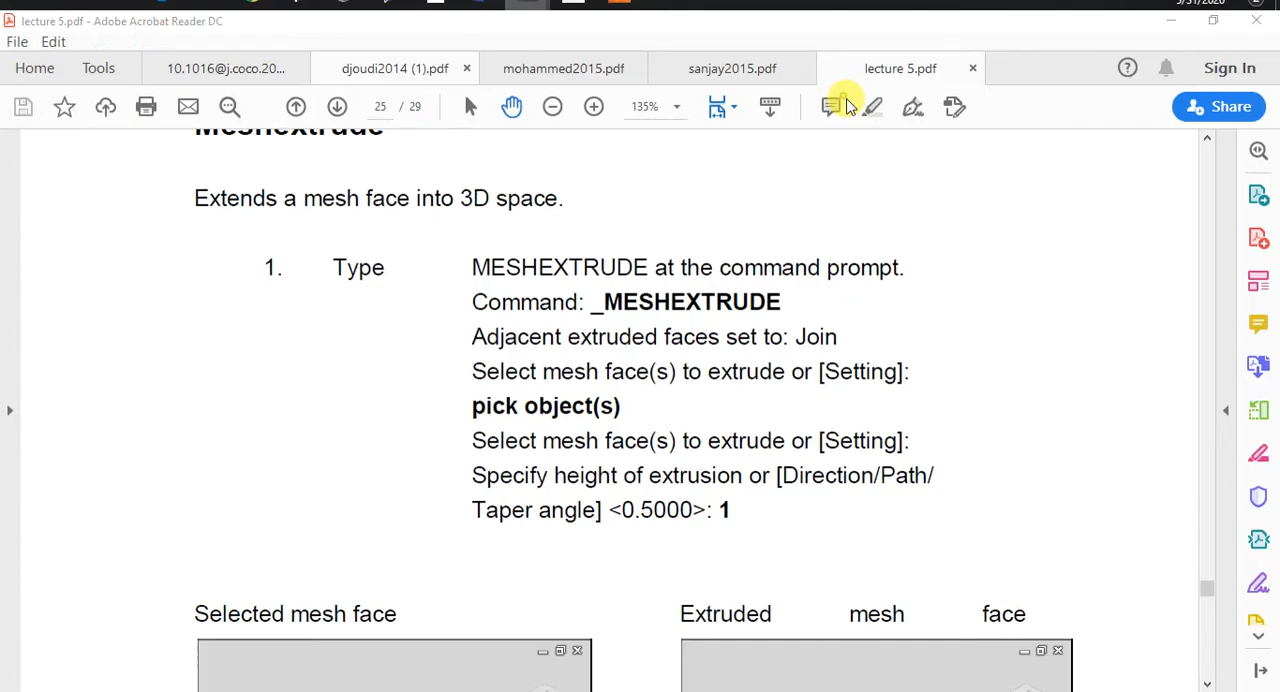 5/31/2020
lecture 5.pdf - Adobe Acrobat Reader DC
File Edit
Home Tools 10.1016@j.coco.20... djoudi2014 (1).pdf mohammed2015.pdf sanjay2015.pdf lecture 5.pdf Sign In
25 / 29 135% Share
Meshextrude
Extends a mesh face into 3D space.
1. Type MESHEXTRUDE at the command prompt.
Command: _MESHEXTRUDE
Adjacent extruded faces set to: Join
Select mesh face(s) to extrude or [Setting]:
pick object(s)
Select mesh face(s) to extrude or [Setting]:
Specify height of extrusion or [Direction/Path/
Taper angle] <0.5000>: 1
Selected mesh face Extruded mesh face